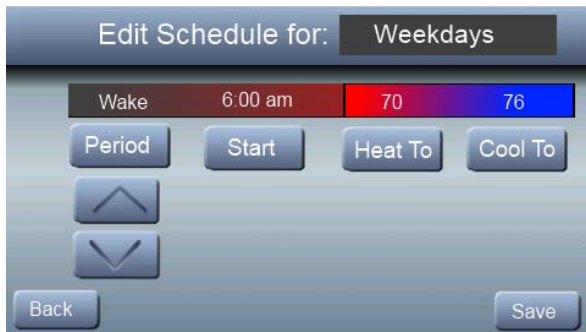 Edit Schedule for: Weekdays
Wake 6:00 am 70 76
Period Start Heat To Cool To
Back Save